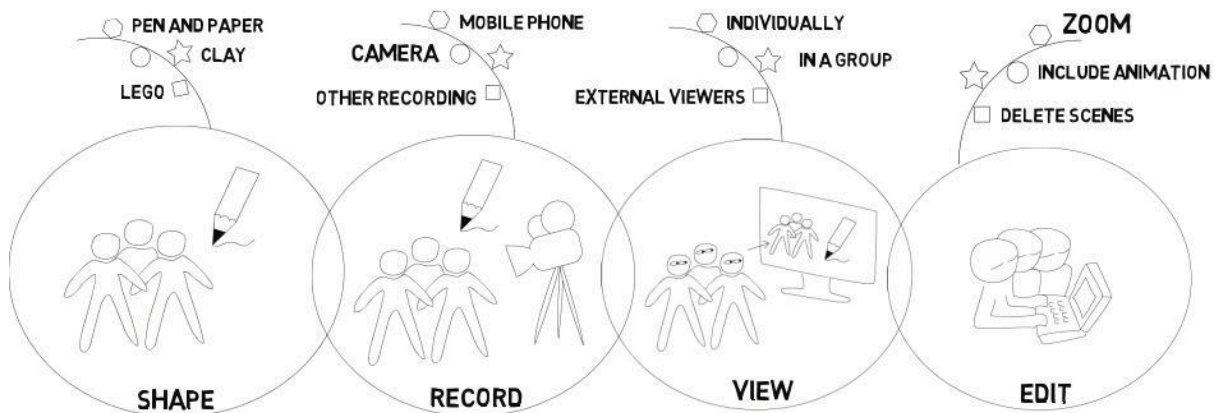 PEN AND PAPER
CLAY
LEGO
SHAPE
MOBILE PHONE
CAMERA
OTHER RECORDING
RECORD
INDIVIDUALLY
IN A GROUP
EXTERNAL VIEWERS
VIEW
ZOOM
INCLUDE ANIMATION
DELETE SCENES
EDIT